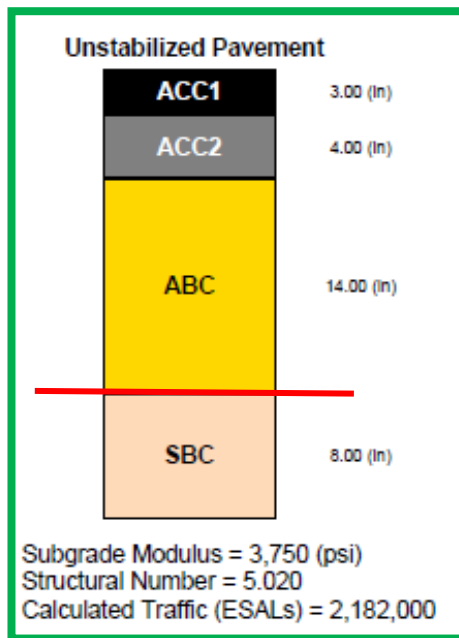 Unstabilized Pavement
ACC1 3.00 (in)
ACC2 4.00 (in)
ABC 14.00 (in)
SBC 8.00 (in)
Subgrade Modulus = 3,750 (psi)
Structural Number = 5.020
Calculated Traffic (ESALs) = 2,182,000